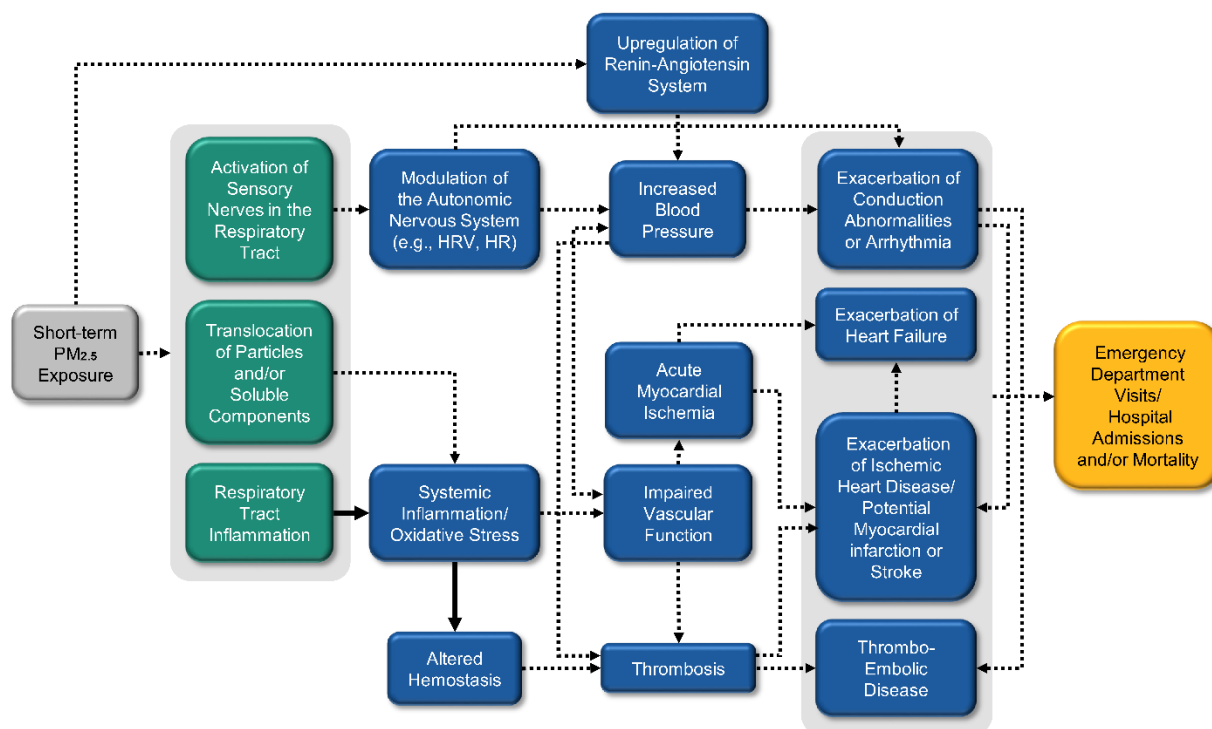 Upregulation of
Renin-Angiotensin
System
Activation of
Sensory
Nerves in the
Respiratory
Tract
Modulation of
the Autonomic
Nervous System
(e.g., HRV, HR)
Increased
Blood
Pressure
Exacerbation of
Conduction
Abnormalities
or Arrhythmia
Short-term
PM2.5
Exposure
Translocation
of Particles
and/or
Soluble
Components
Acute
Myocardial
Ischemia
Exacerbation of
Heart Failure
Emergency
Department
Visits/
Hospital
Admissions
and/or Mortality
Respiratory
Tract
Inflammation
Systemic
Inflammation/
Oxidative Stress
Impaired
Vascular
Function
Exacerbation
of Ischemic
Heart Disease/
Potential
Myocardial
infarction or
Stroke
Altered
Hemostasis
Thrombosis
Thrombo-
Embolic
Disease